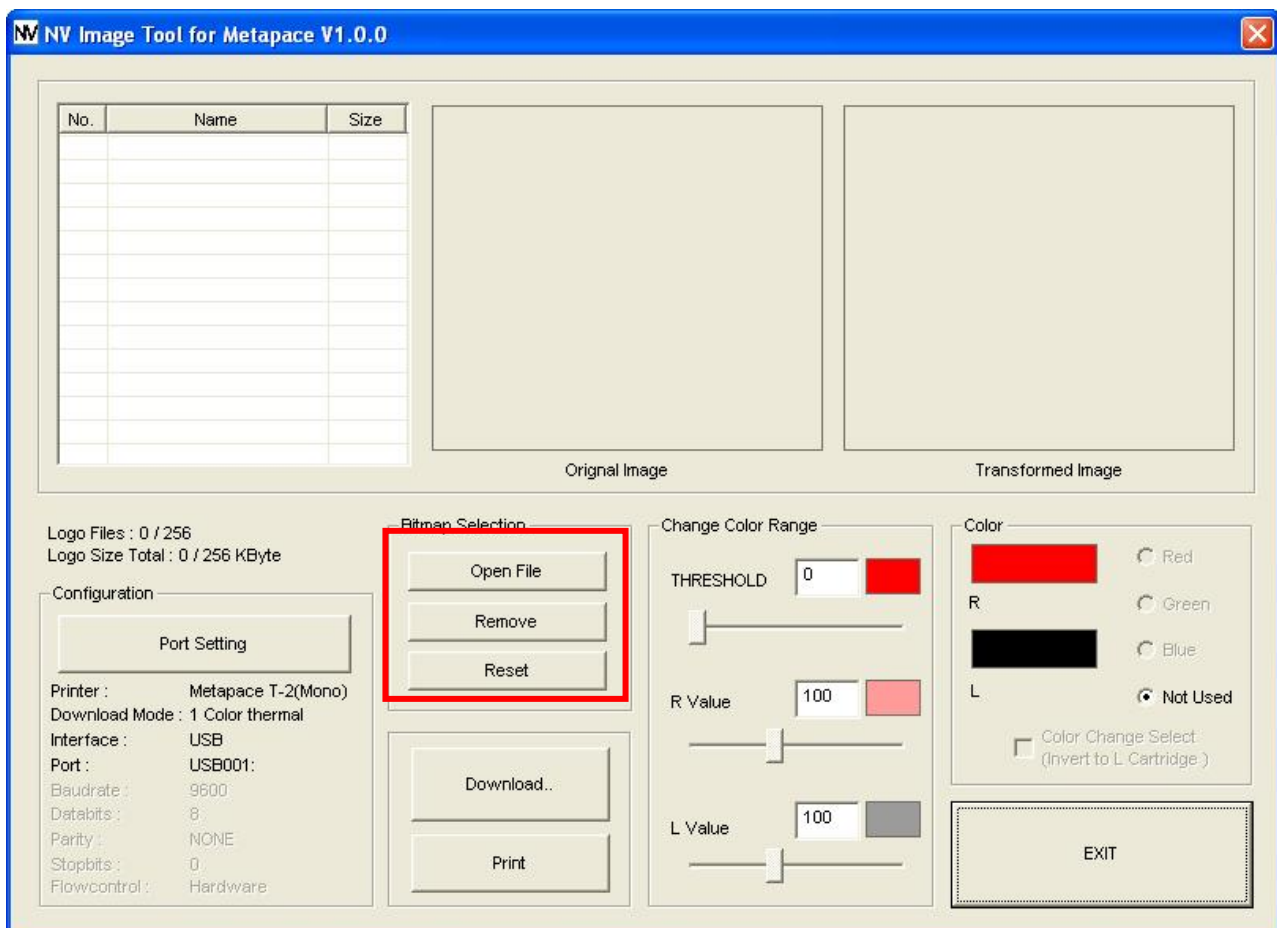 NV NV Image Tool for Metapace V1.0.0
No. Name Size
Orignal Image
Transformed Image
Logo Files : 0 / 256
Logo Size Total : 0 / 256 KByte
Configuration
Port Setting
Printer : Metapace T-2(Mono)
Download Mode : 1 Color thermal
Interface : USB
Port : USB001:
Baudrate : 9600
Databits : 8
Parity : NONE
Stopbits : 0
Flowcontrol : Hardware
Bitmap Selection
Open File
Remove
Reset
Download..
Print
Change Color Range
THRESHOLD 0
R Value 100
L Value 100
Color
R
L
Red
Green
Blue
Not Used
Color Change Select
(Invert to L Cartridge )
EXIT